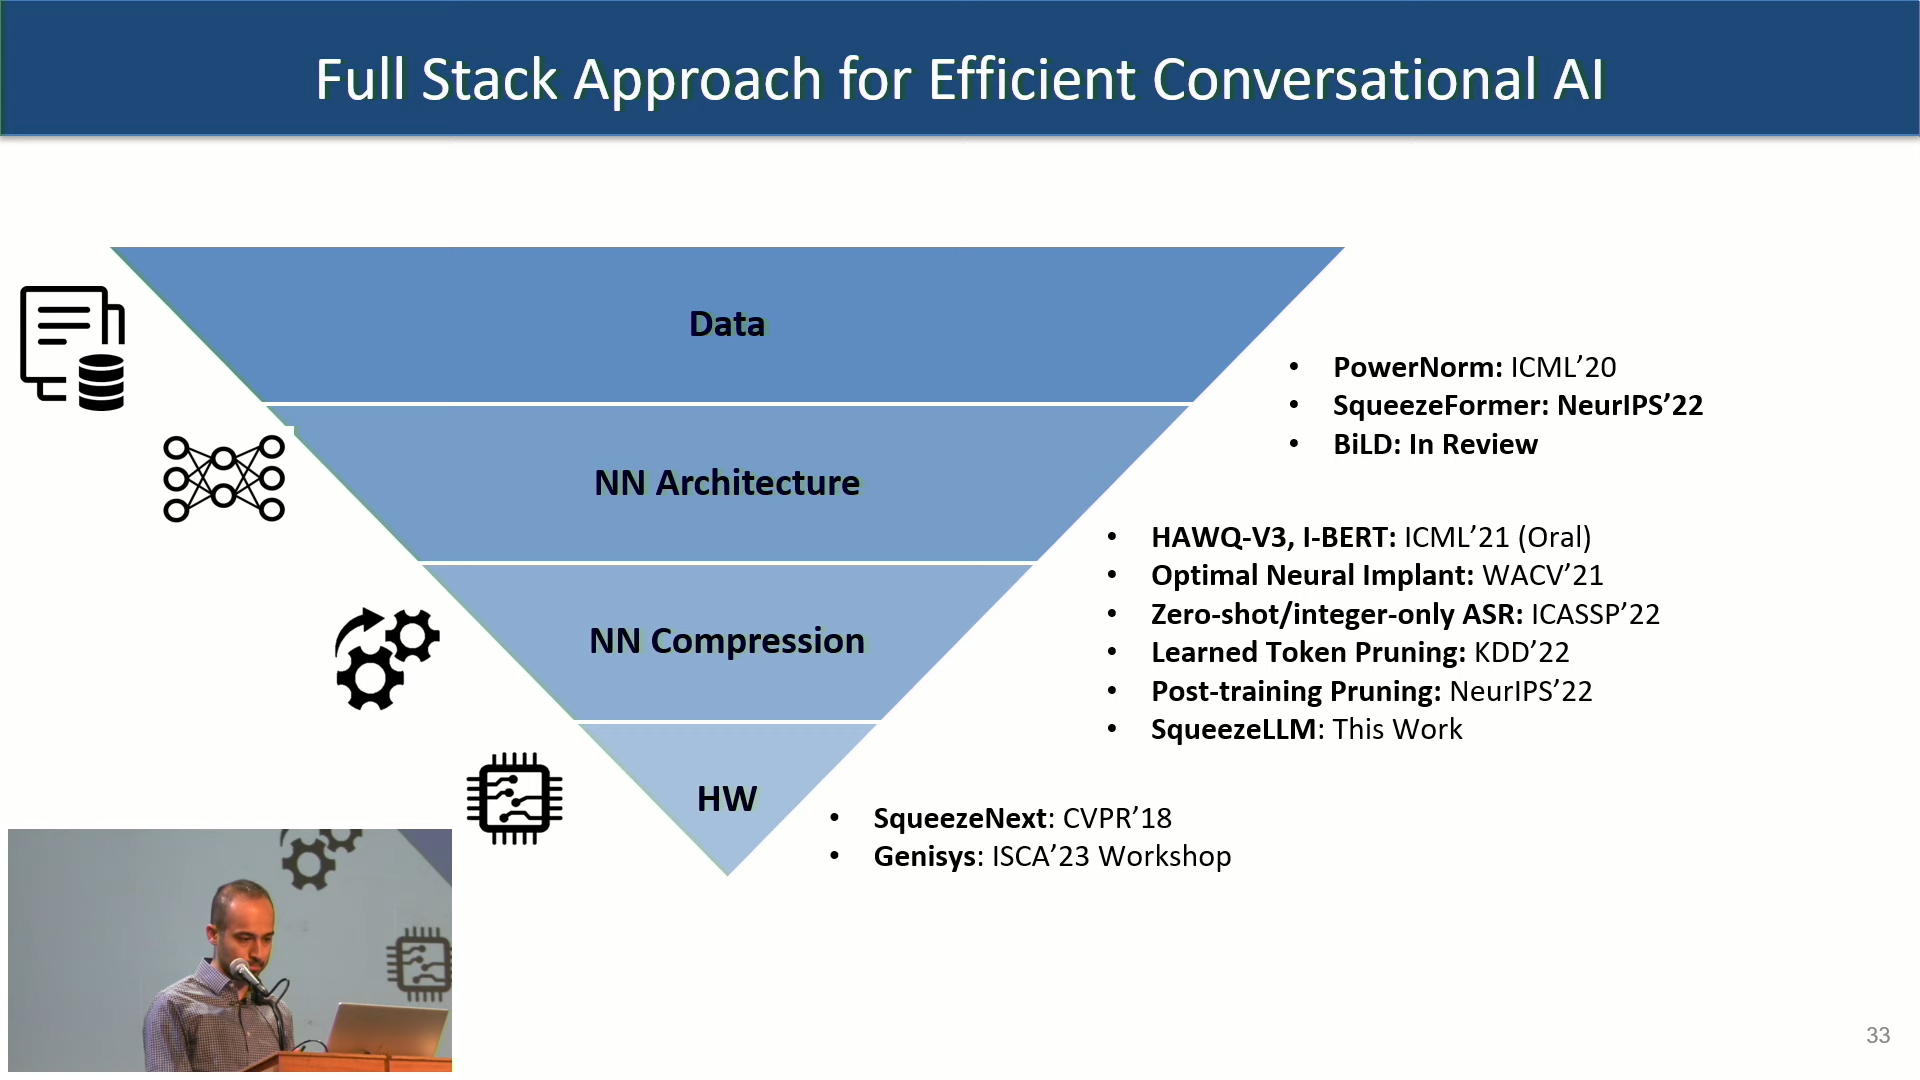 Full Stack Approach for Efficient Conversational AI
Data
NN Architecture
NN Compression
HW
• PowerNorm: ICML’20
• SqueezeFormer: NeurIPS’22
• BiLD: In Review
• HAWQ-V3, I-BERT: ICML’21 (Oral)
• Optimal Neural Implant: WACV’21
• Zero-shot/integer-only ASR: ICASSP’22
• Learned Token Pruning: KDD’22
• Post-training Pruning: NeurIPS’22
• SqueezeLLM: This Work
• SqueezeNext: CVPR’18
• Genisys: ISCA’23 Workshop
33